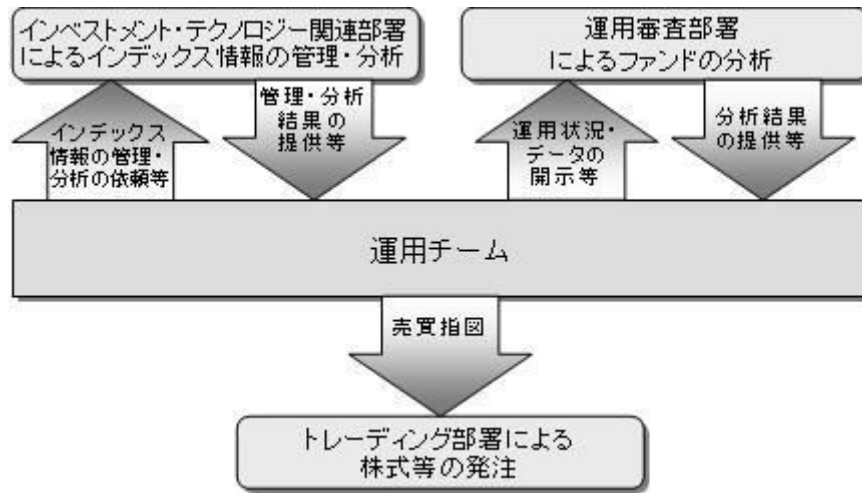 インベストメント・テクノロジー関連部署
によるインデックス情報の管理・分析
運用審査部署
によるファンドの分析
インデックス
情報の管理・
分析の依頼等
管理・分析
結果の
提供等
運用状況・
データの
開示等
分析結果
の提供等
運用チーム
売買指図
トレーディング部署による
株式等の発注